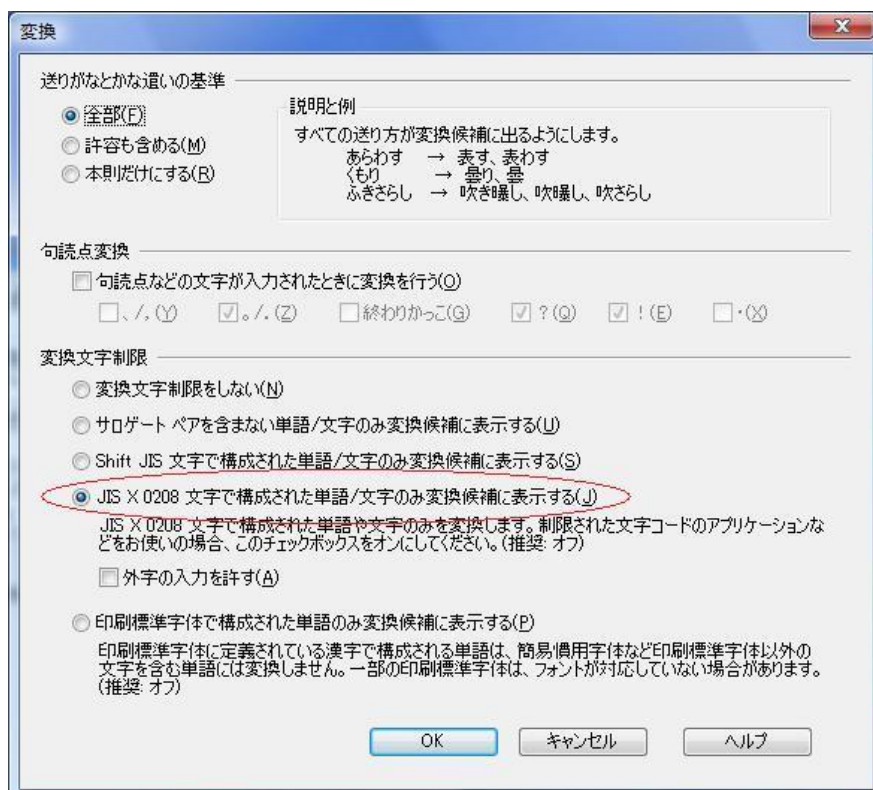 変換
送りがなとかな遣いの基準
全部(F)
許容も含める(M)
本則だけにする(R)
説明と例
すべての送り方が変換候補に出るようにします。
あらわす → 表す、表わす
くもり → 曇り、曇
ふきさらし → 吹き曝し、吹曝し、吹さらし
句読点変換
句読点などの文字が入力されたときに変換を行う(O)
、/,(Y) 。/.(Z) 終わりかっこ(G) ?(Q) !(E) ・(X)
変換文字制限
変換文字制限をしない(N)
サロゲート ペアを含まない単語/文字のみ変換候補に表示する(U)
Shift JIS 文字で構成された単語/文字のみ変換候補に表示する(S)
JIS X 0208 文字で構成された単語/文字のみ変換候補に表示する(J)
JIS X 0208 文字で構成された単語や文字のみを変換します。制限された文字コードのアプリケーションな
どをお使いの場合、このチェックボックスをオンにしてください。(推奨: オフ)
外字の入力を許す(A)
印刷標準字体で構成された単語のみ変換候補に表示する(P)
印刷標準字体に定義されている漢字で構成される単語は、簡易慣用字体など印刷標準字体以外の
文字を含む単語には変換しません。一部の印刷標準字体は、フォントが対応していない場合があります。
(推奨: オフ)
OK キャンセル ヘルプ